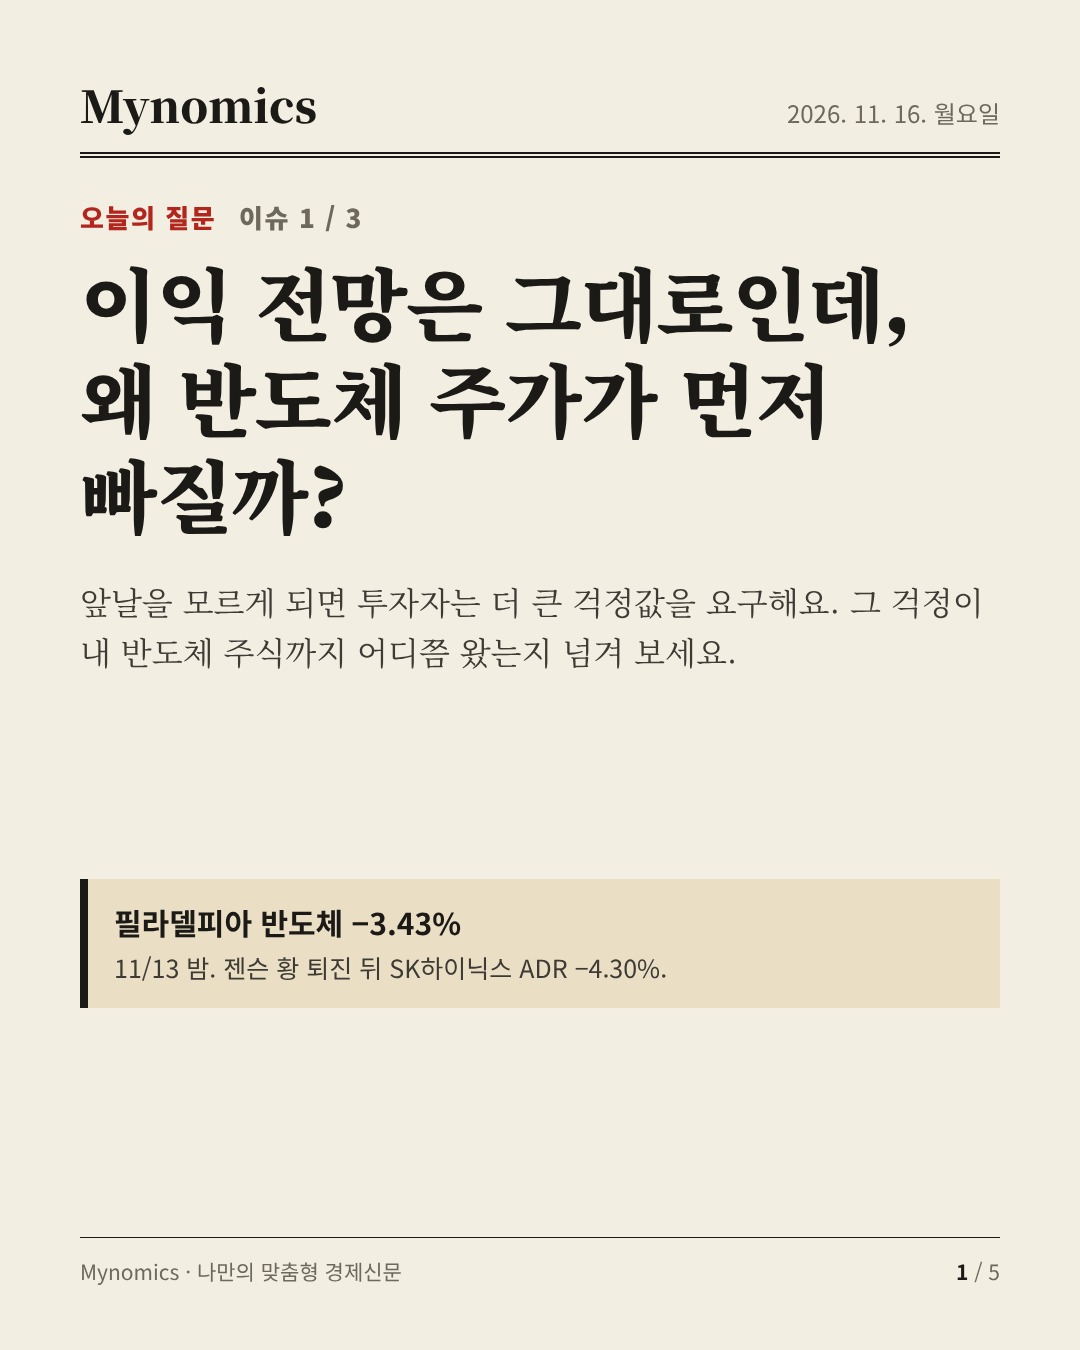 Mynomics
2026. 11. 16. 월요일
오늘의 질문 이슈 1 / 3
이익 전망은 그대로인데,
왜 반도체 주가가 먼저
빠질까?
앞날을 모르게 되면 투자자는 더 큰 걱정값을 요구해요. 그 걱정이
내 반도체 주식까지 어디쯤 왔는지 넘겨 보세요.
필라델피아 반도체 −3.43%
11/13 밤. 젠슨 황 퇴진 뒤 SK하이닉스 ADR −4.30%.
Mynomics · 나만의 맞춤형 경제신문
1 / 5